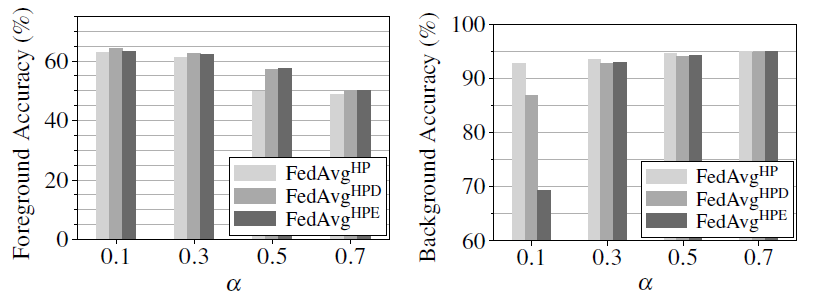 Foreground Accuracy (%)
60
40
20
0
0.1 0.3 0.5 0.7
α
FedAvg^HP
FedAvg^HPD
FedAvg^HPE
Background Accuracy (%)
100
90
80
70
60
0.1 0.3 0.5 0.7
α
FedAvg^HP
FedAvg^HPD
FedAvg^HPE